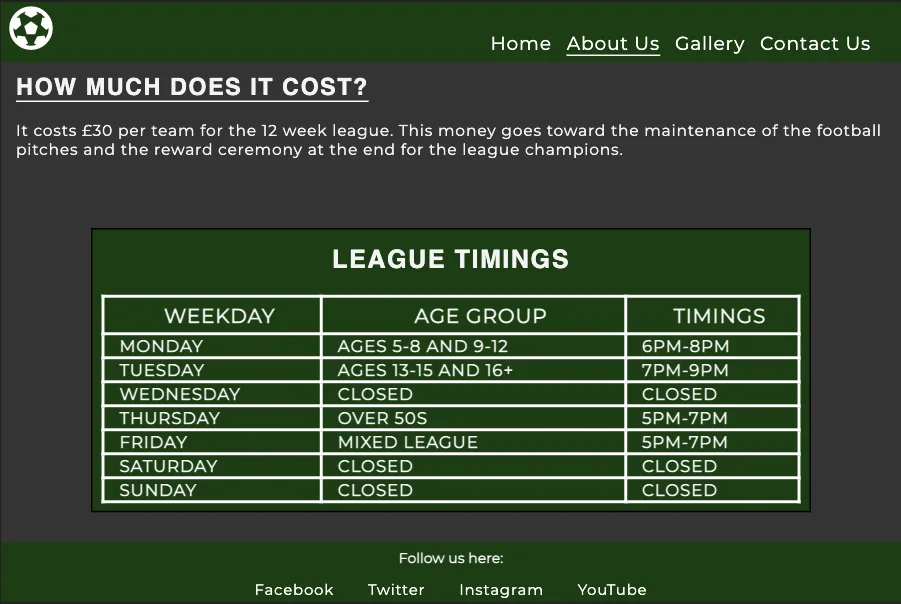 Home About Us Gallery Contact Us
HOW MUCH DOES IT COST?
It costs £30 per team for the 12 week league. This money goes toward the maintenance of the football
pitches and the reward ceremony at the end for the league champions.
LEAGUE TIMINGS
WEEKDAY AGE GROUP TIMINGS
MONDAY AGES 5-8 AND 9-12 6PM-8PM
TUESDAY AGES 13-15 AND 16+ 7PM-9PM
WEDNESDAY CLOSED CLOSED
THURSDAY OVER 50S 5PM-7PM
FRIDAY MIXED LEAGUE 5PM-7PM
SATURDAY CLOSED CLOSED
SUNDAY CLOSED CLOSED
Follow us here:
Facebook Twitter Instagram YouTube